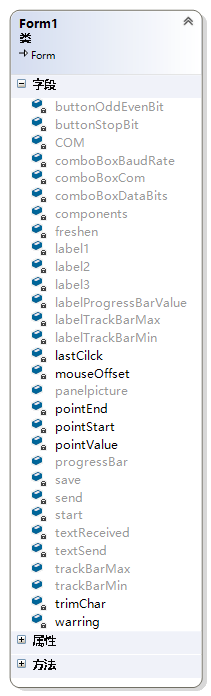 Form1
类
Form
字段
buttonOddEvenBit
buttonStopBit
COM
comboBoxBaudRate
comboBoxCom
comboBoxDataBits
components
freshen
label1
label2
label3
labelProgressBarValue
labelTrackBarMax
labelTrackBarMin
lastCilck
mouseOffset
panelpicture
pointEnd
pointStart
pointValue
progressBar
save
send
start
textReceived
textSend
trackBarMax
trackBarMin
trimChar
warring
属性
方法